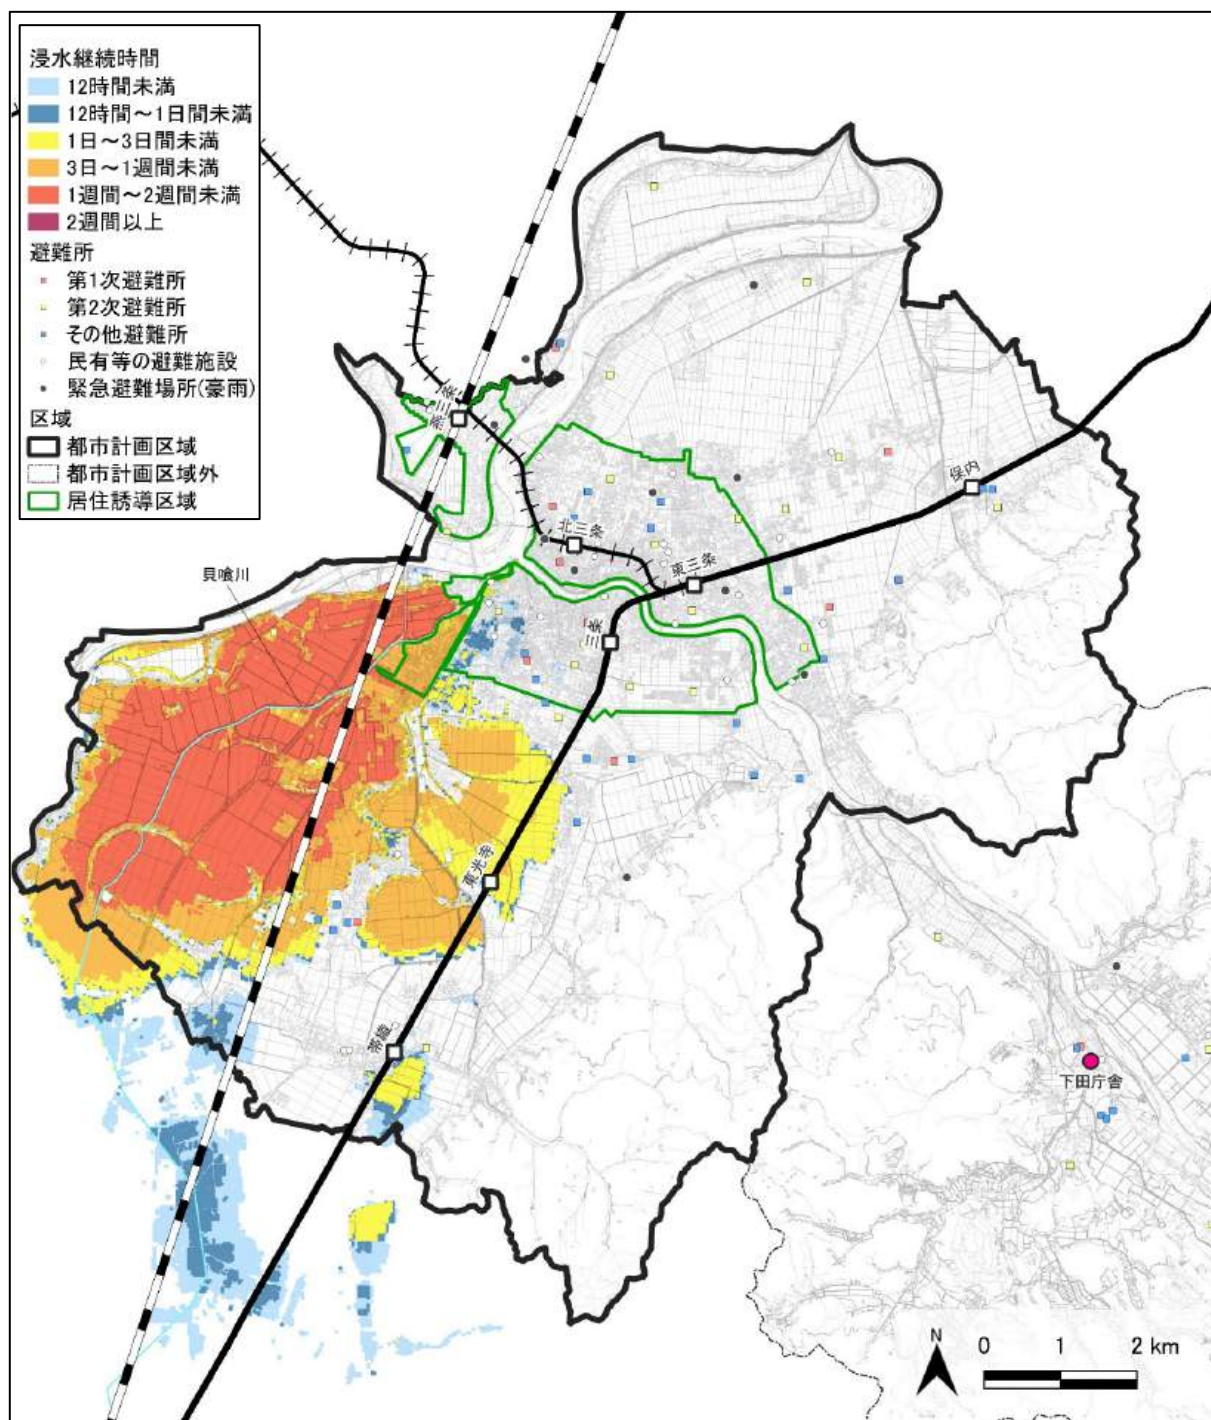 浸水継続時間
12時間未満
12時間～1日間未満
1日～3日間未満
3日～1週間未満
1週間～2週間未満
2週間以上
避難所
第1次避難所
第2次避難所
その他避難所
民有等の避難施設
緊急避難場所(豪雨)
区域
都市計画区域
都市計画区域外
居住誘導区域
燕三条
保内
北三条
東三条
貝喰川
三条
東光寺
帯織
下田庁舎
N
0 1 2 km